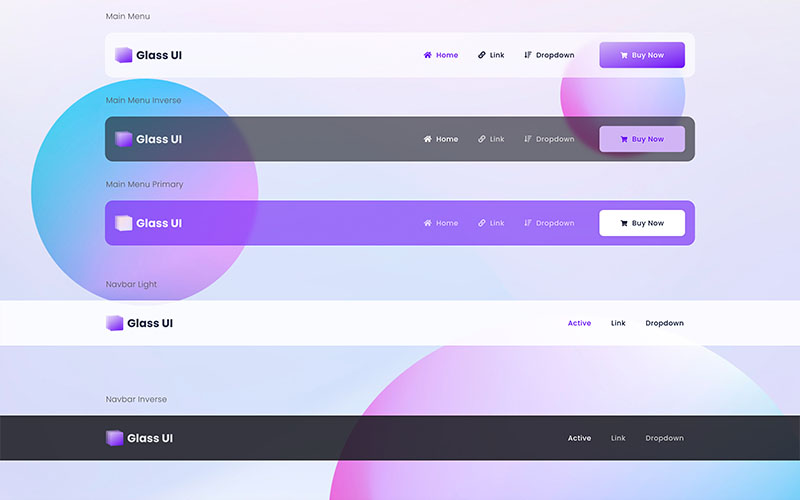 Main Menu
Glass UI Home Link Dropdown Buy Now
Main Menu Inverse
Glass UI Home Link Dropdown Buy Now
Main Menu Primary
Glass UI Home Link Dropdown Buy Now
Navbar Light
Glass UI Active Link Dropdown
Navbar Inverse
Glass UI Active Link Dropdown